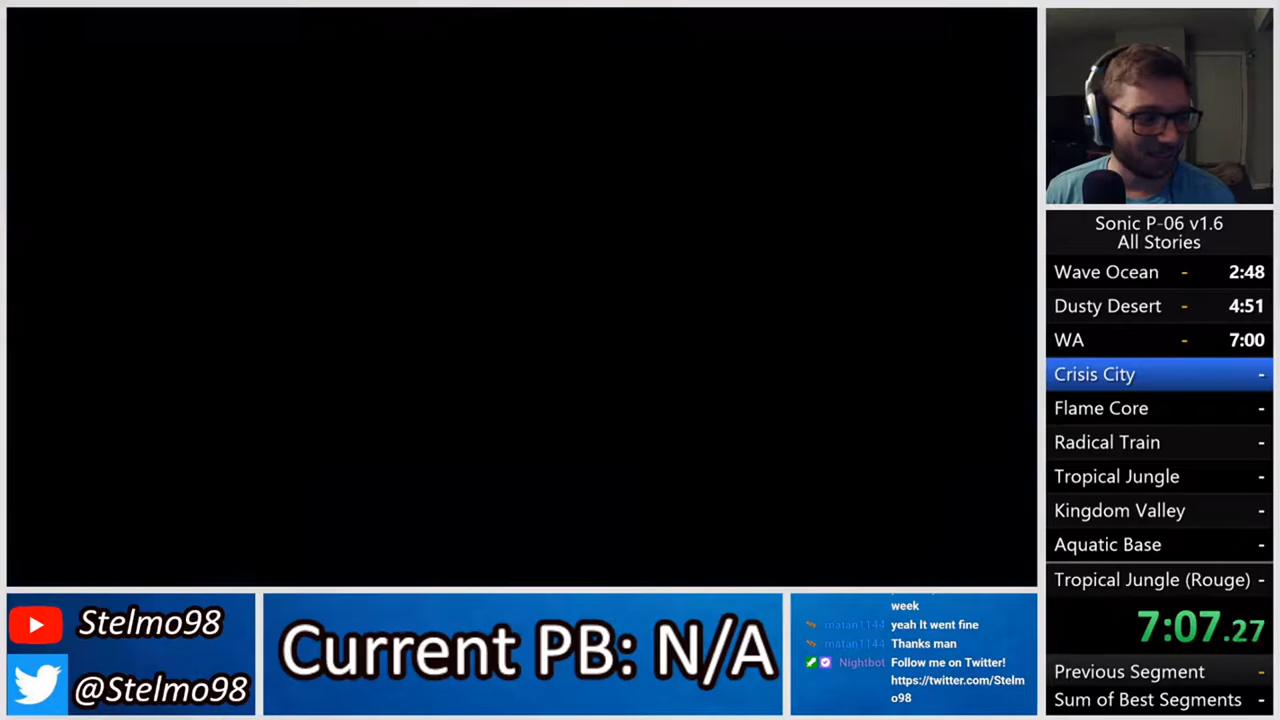 Sonic P-06 v1.6
All Stories
Wave Ocean - 2:48
Dusty Desert - 4:51
WA - 7:00
Crisis City -
Flame Core -
Radical Train -
Tropical Jungle -
Kingdom Valley -
Aquatic Base -
Tropical Jungle (Rouge) -
7:07.27
Previous Segment -
Sum of Best Segments -
Stelmo98
@Stelmo98
Current PB: N/A
week
matan1144 yeah It went fine
matan1144 Thanks man
Nightbot Follow me on Twitter!
https://twitter.com/Stelm
o98